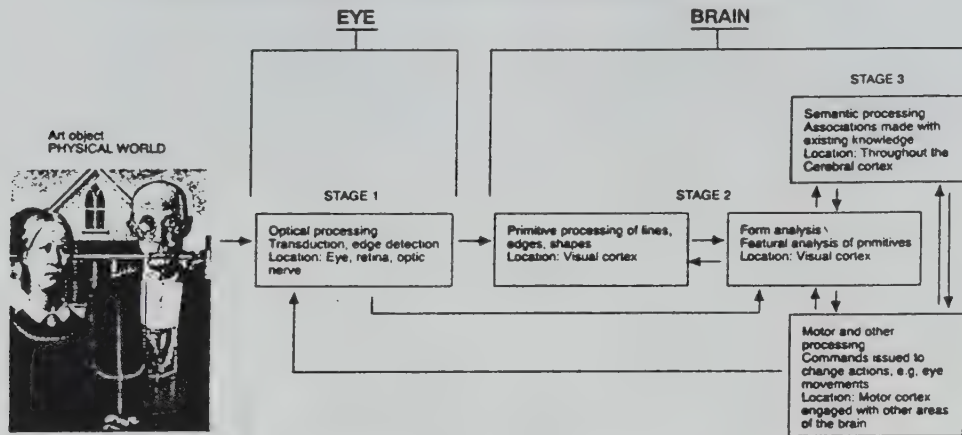 EYE
BRAIN
STAGE 3
Semantic processing
Associations made with
existing knowledge
Location: Throughout the
Cerebral cortex
Art object
PHYSICAL WORLD
STAGE 1
Optical processing
Transduction, edge detection
Location: Eye, retina, optic
nerve
STAGE 2
Primitive processing of lines,
edges, shapes
Location: Visual cortex
Form analysis
Featural analysis of primitives
Location: Visual cortex
Motor and other
processing
Commands issued to
change actions, e.g. eye
movements
Location: Motor cortex
engaged with other areas
of the brain